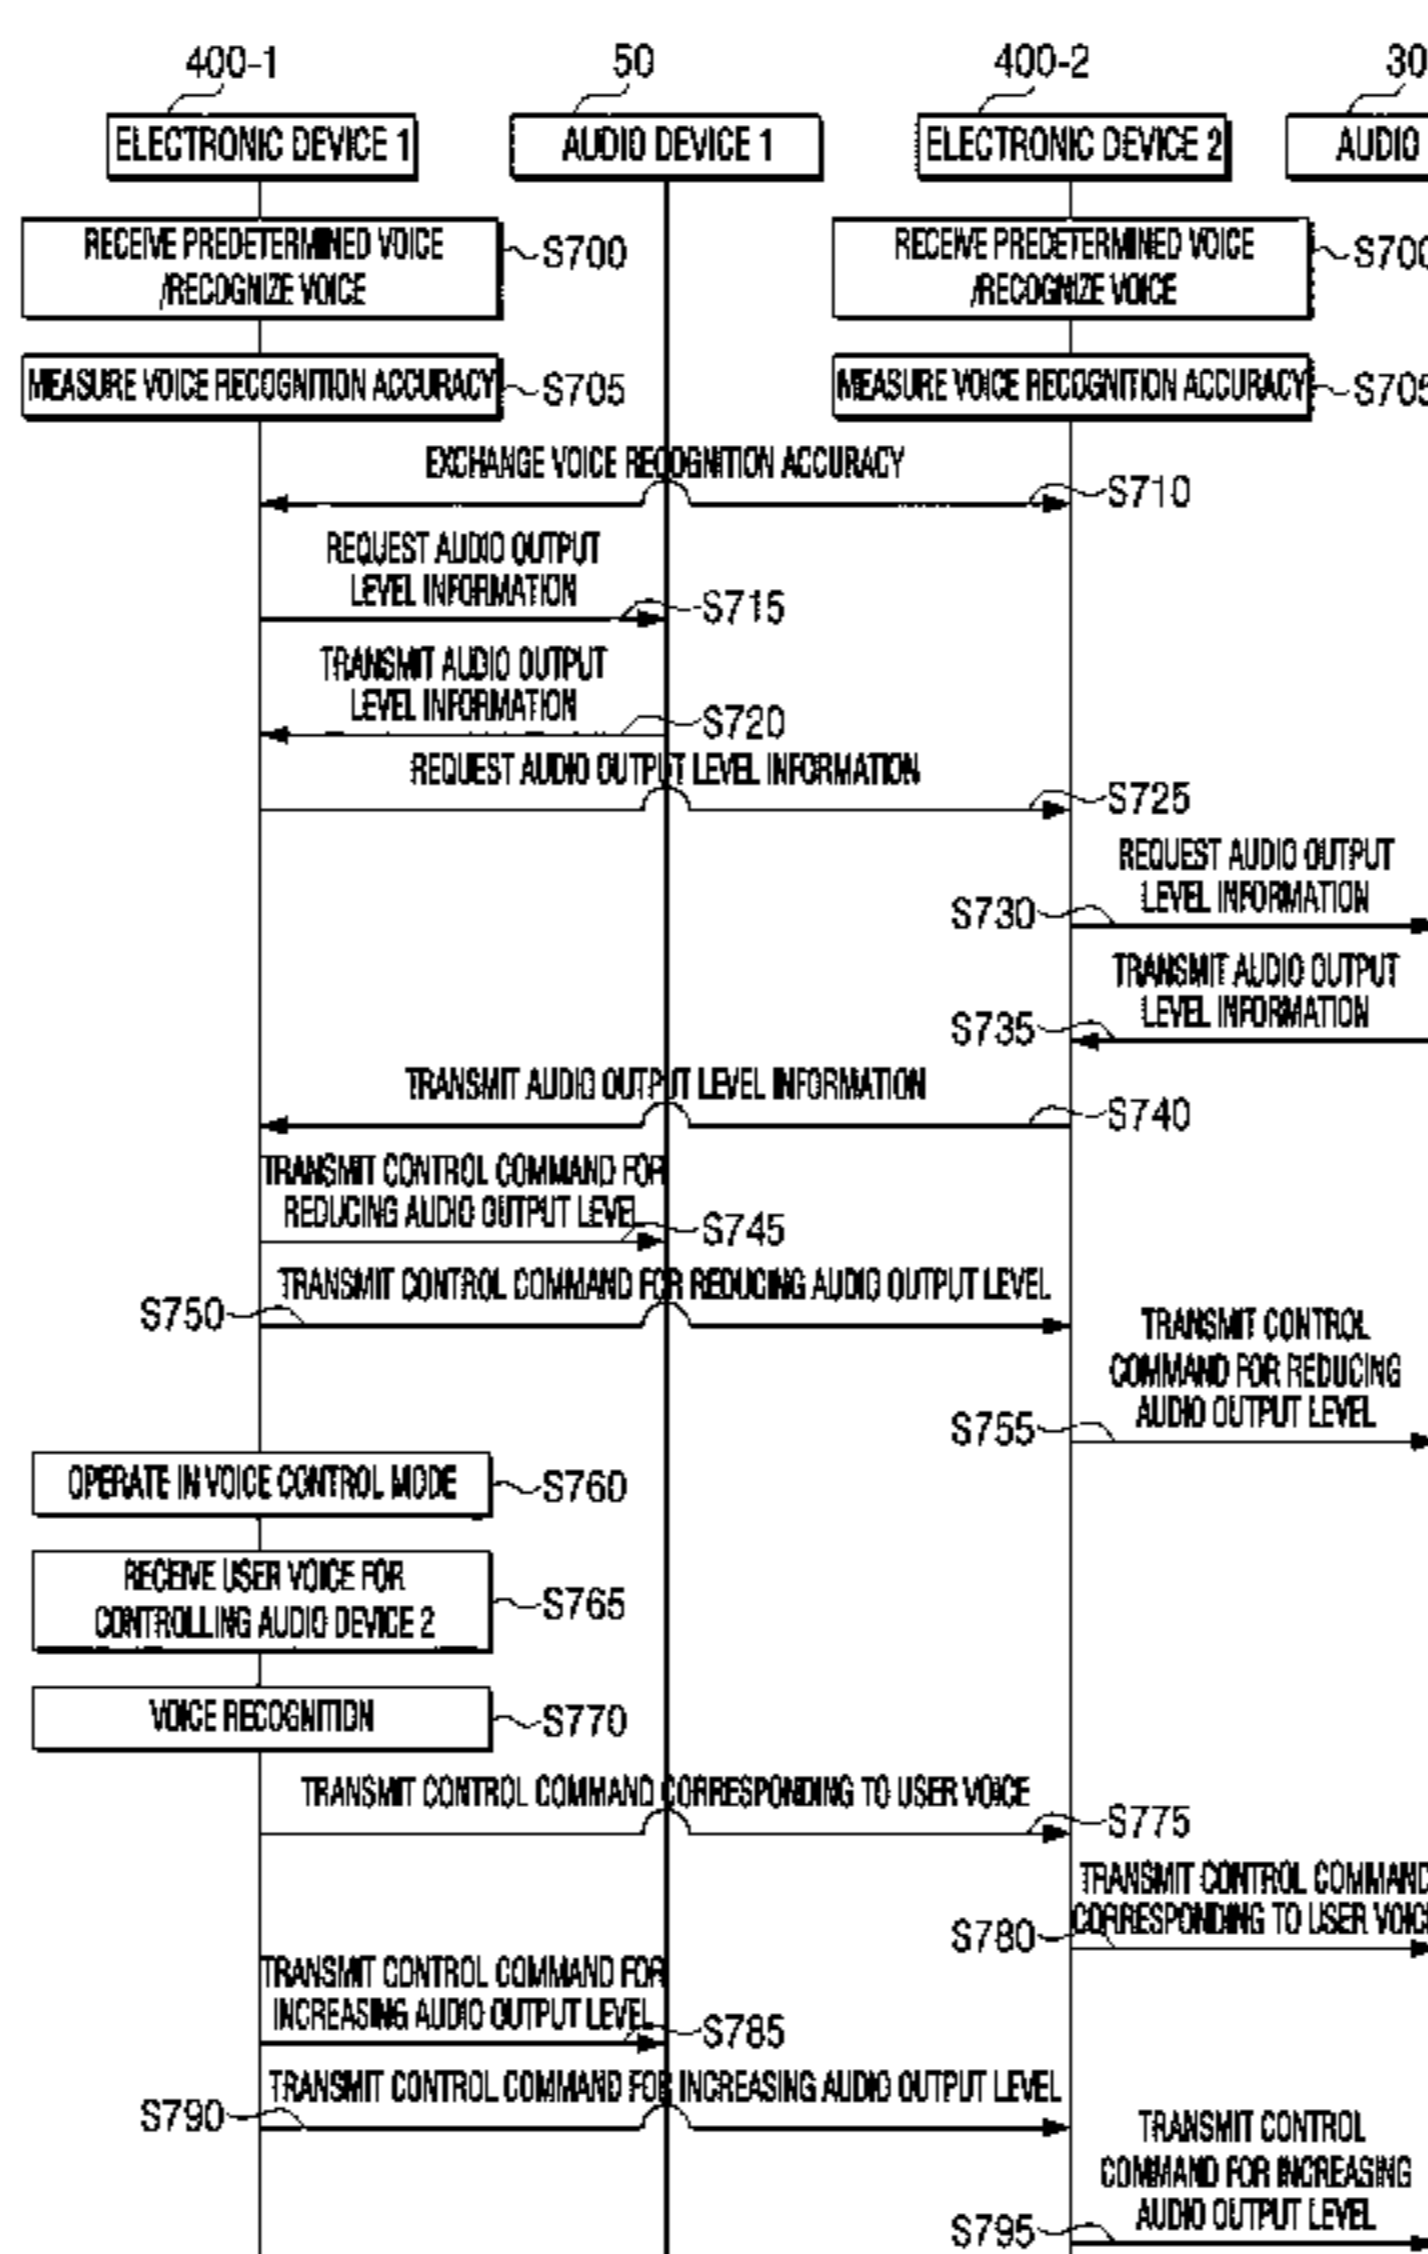 400-1
50
400-2
30
ELECTRONIC DEVICE 1
AUDIO DEVICE 1
ELECTRONIC DEVICE 2
AUDIO
RECEIVE PREDETERMINED VOICE
/RECOGNIZE VOICE
S700
RECEIVE PREDETERMINED VOICE
/RECOGNIZE VOICE
S700
MEASURE VOICE RECOGNITION ACCURACY
S705
MEASURE VOICE RECOGNITION ACCURACY
S705
EXCHANGE VOICE RECOGNITION ACCURACY
S710
REQUEST AUDIO OUTPUT
LEVEL INFORMATION
S715
TRANSMIT AUDIO OUTPUT
LEVEL INFORMATION
S720
REQUEST AUDIO OUTPUT LEVEL INFORMATION
S725
REQUEST AUDIO OUTPUT
LEVEL INFORMATION
S730
TRANSMIT AUDIO OUTPUT
LEVEL INFORMATION
S735
TRANSMIT AUDIO OUTPUT LEVEL INFORMATION
S740
TRANSMIT CONTROL COMMAND FOR
REDUCING AUDIO OUTPUT LEVEL
S745
TRANSMIT CONTROL COMMAND FOR REDUCING AUDIO OUTPUT LEVEL
S750
TRANSMIT CONTROL
COMMAND FOR REDUCING
AUDIO OUTPUT LEVEL
S755
OPERATE IN VOICE CONTROL MODE
S760
RECEIVE USER VOICE FOR
CONTROLLING AUDIO DEVICE 2
S765
VOICE RECOGNITION
S770
TRANSMIT CONTROL COMMAND CORRESPONDING TO USER VOICE
S775
TRANSMIT CONTROL COMMAND
CORRESPONDING TO USER VOICE
S780
TRANSMIT CONTROL COMMAND FOR
INCREASING AUDIO OUTPUT LEVEL
S785
TRANSMIT CONTROL COMMAND FOR INCREASING AUDIO OUTPUT LEVEL
S790
TRANSMIT CONTROL
COMMAND FOR INCREASING
AUDIO OUTPUT LEVEL
S795